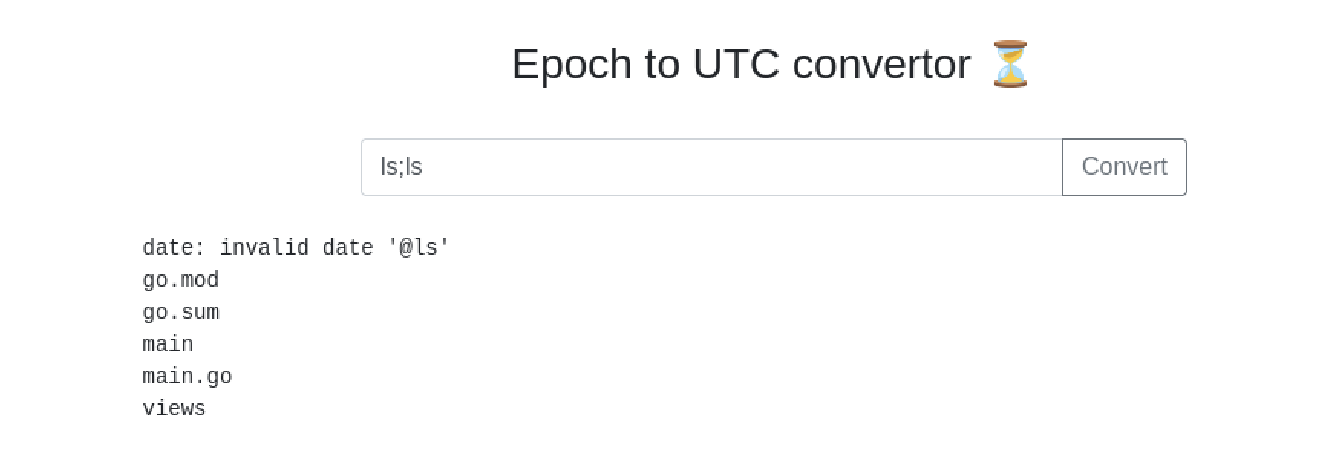 Epoch to UTC convertor ⏳
ls;ls Convert
date: invalid date '@ls'
go.mod
go.sum
main
main.go
views